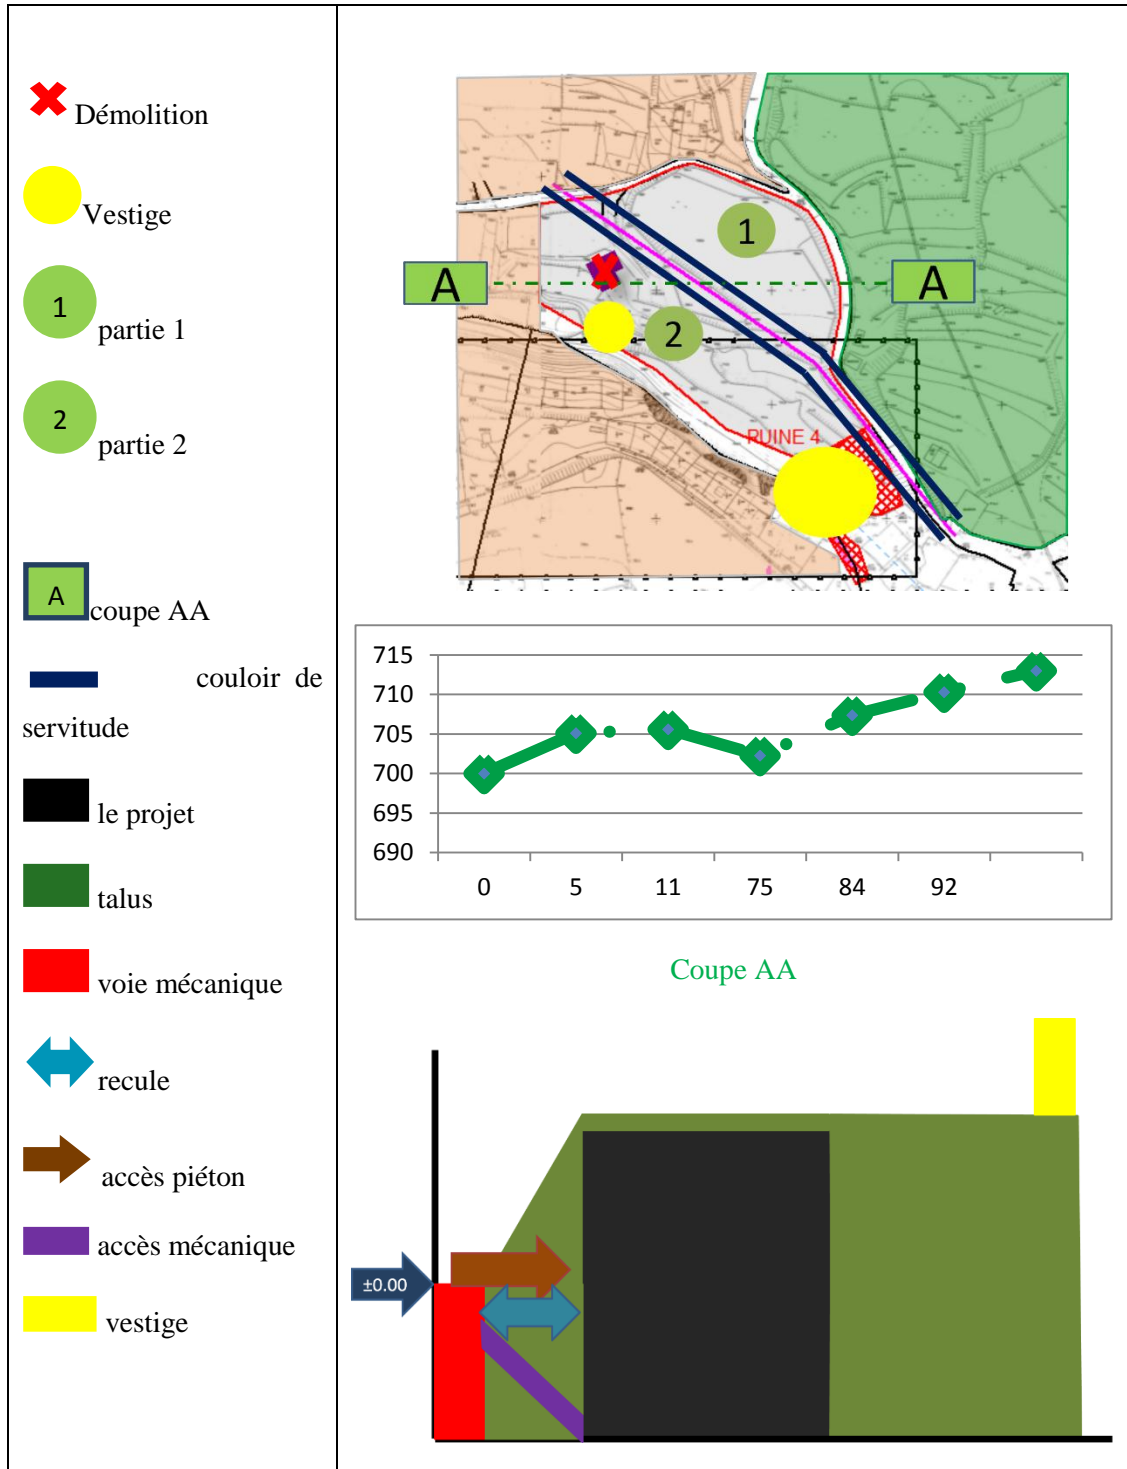 Démolition
Vestige
1
partie 1
2
partie 2
A
coupe AA
couloir de
servitude
le projet
talus
voie mécanique
recule
accès piéton
accès mécanique
vestige
1
A
A
2
RUINE 4
715
710
705
700
695
690
0 5 11 75 84 92
Coupe AA
±0.00